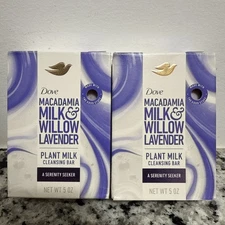 Dove
MACADAMIA
MILK &
WILLOW
LAVENDER
PLANT MILK
CLEANSING BAR
A SERENITY SEEKER
NET WT 5 OZ
Dove
MACADAMIA
MILK &
WILLOW
LAVENDER
PLANT MILK
CLEANSING BAR
A SERENITY SEEKER
NET WT 5 OZ